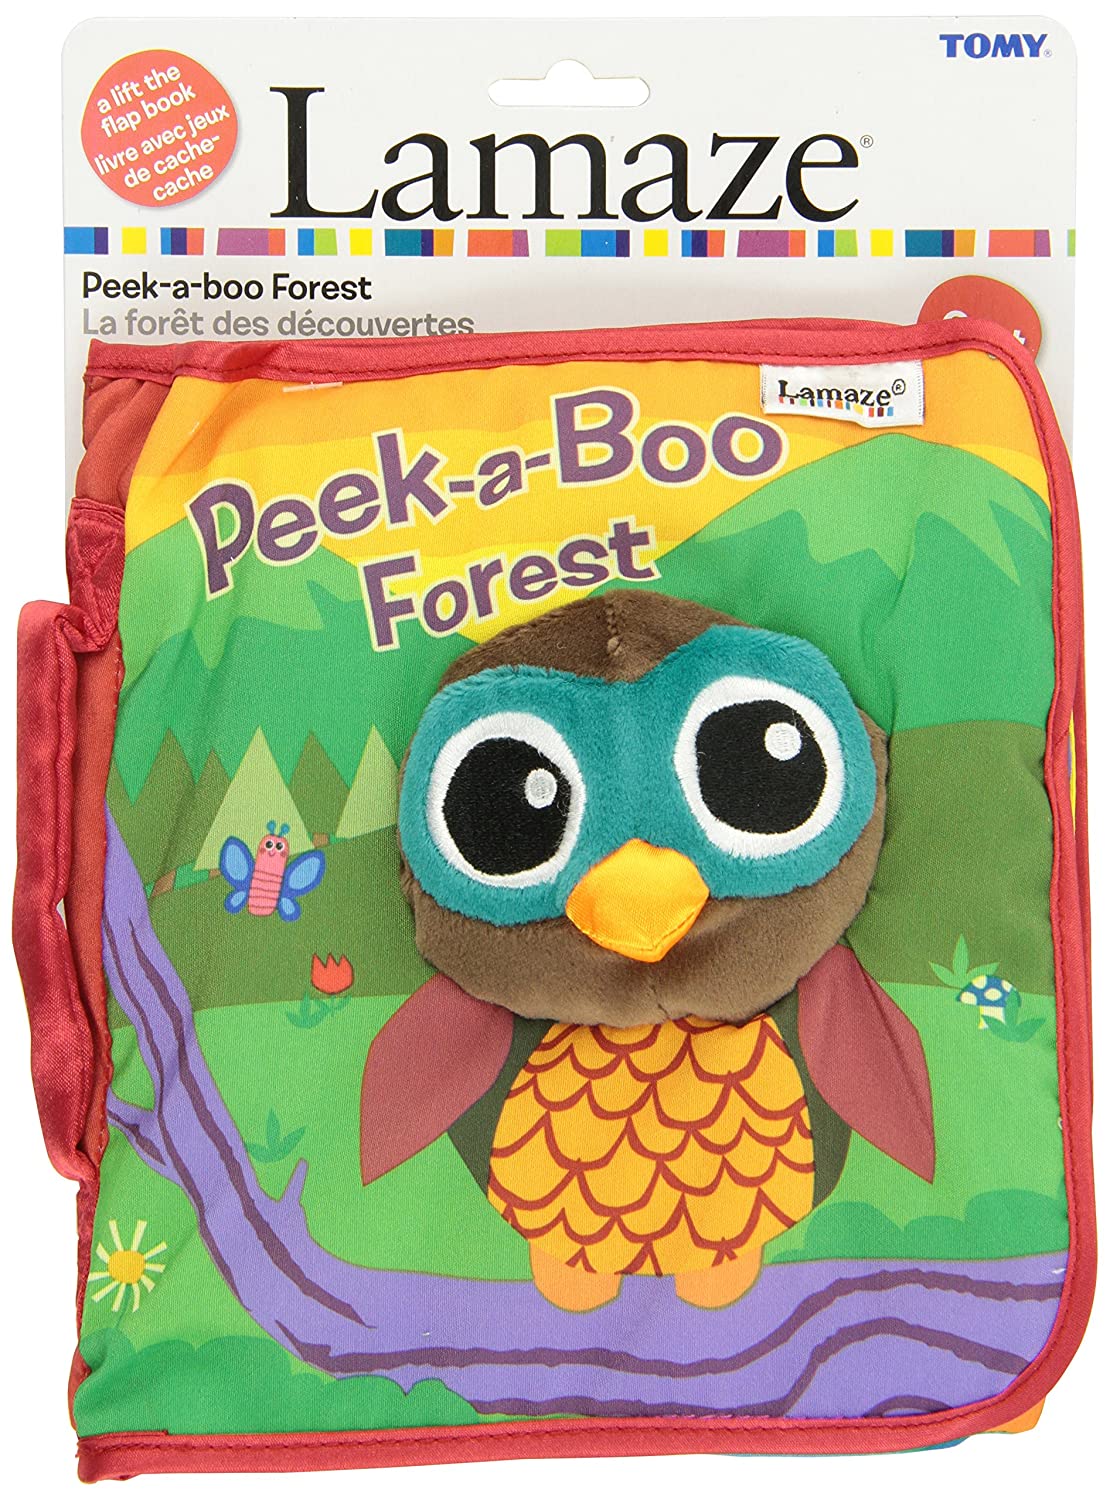 TOMY®
a lift the
flap book
livre avec jeux
de cache-
cache
Lamaze®
Peek-a-boo Forest
La forêt des découvertes
Lamaze®
Peek-a-Boo
Forest